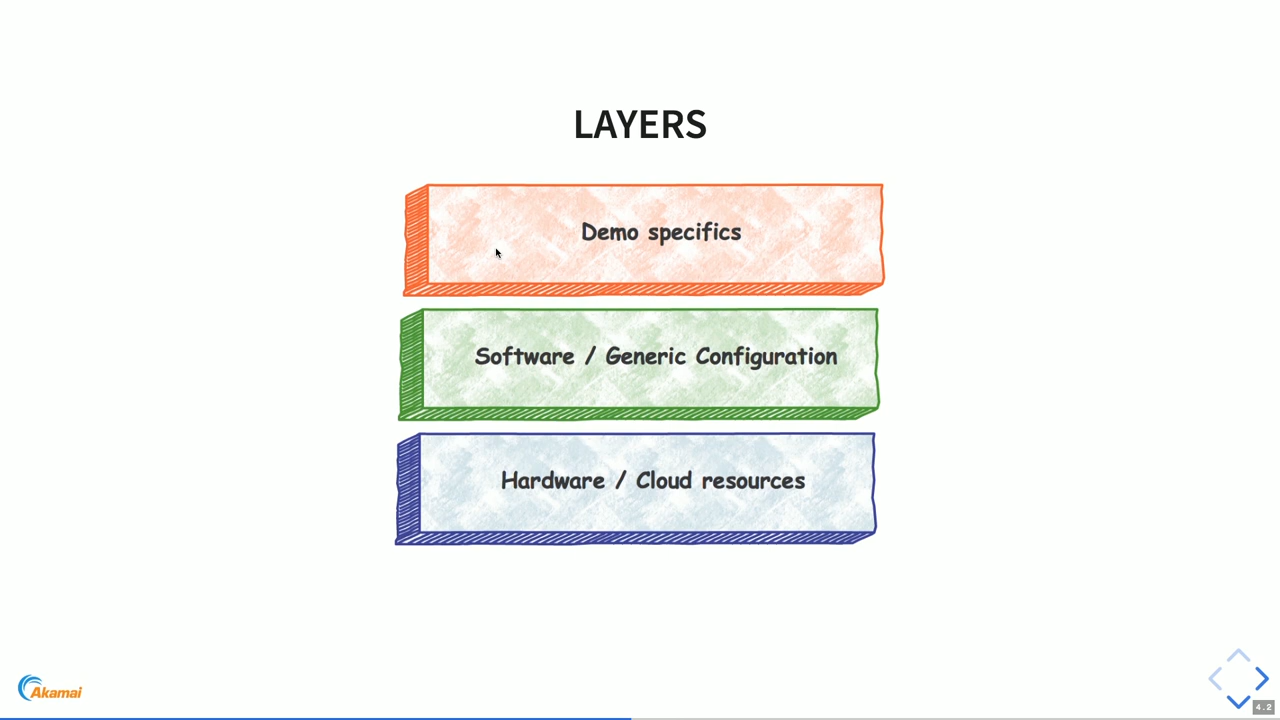 LAYERS
Demo specifics
Software / Generic Configuration
Hardware / Cloud resources
Akamai
4.2